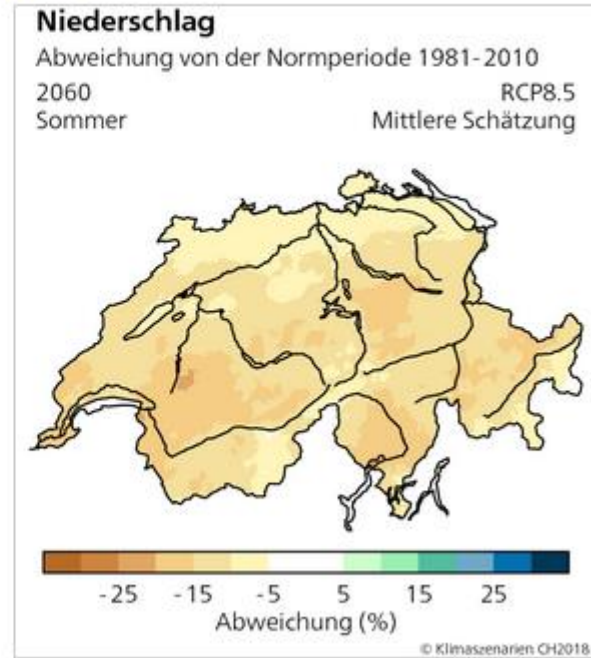 Niederschlag
Abweichung von der Normperiode 1981-2010
2060 RCP8.5
Sommer Mittlere Schätzung
-25 -15 -5 5 15 25
Abweichung (%)
© Klimaszenarien CH2018